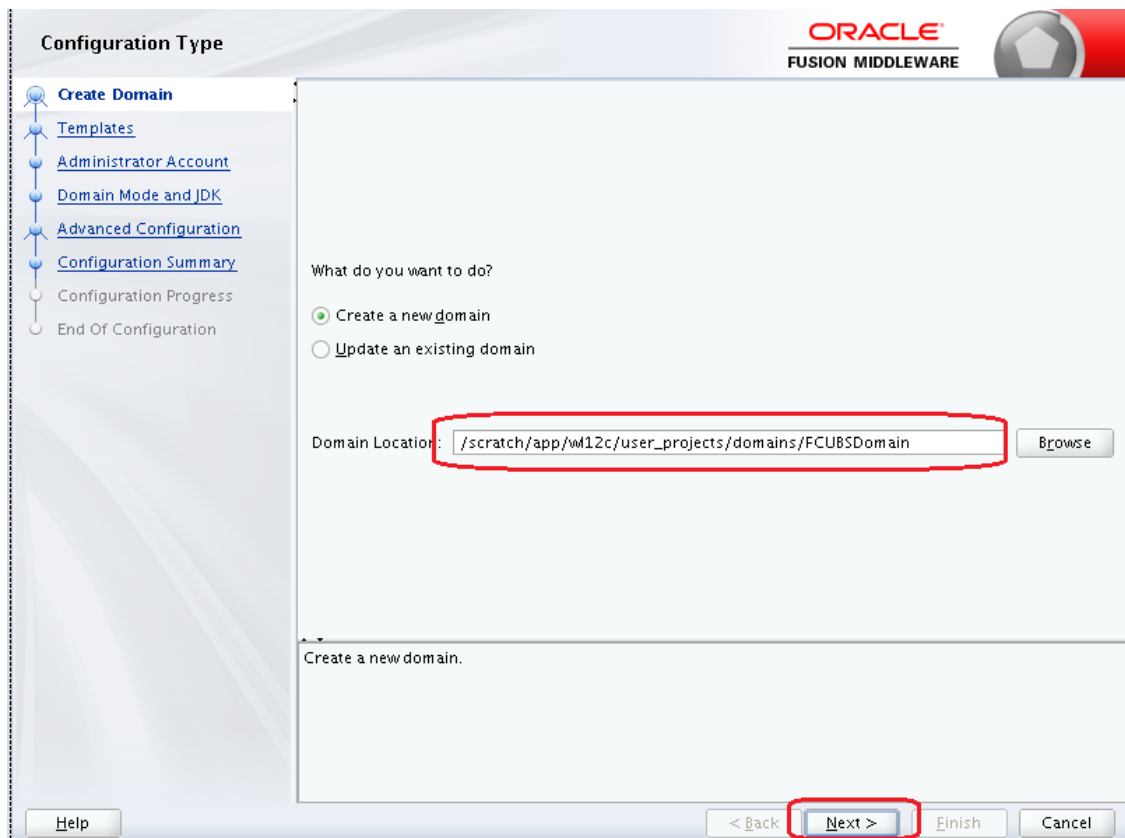 Configuration Type
ORACLE
FUSION MIDDLEWARE
Create Domain
Templates
Administrator Account
Domain Mode and JDK
Advanced Configuration
Configuration Summary
Configuration Progress
End Of Configuration
What do you want to do?
Create a new domain
Update an existing domain
Domain Location: /scratch/app/wl12c/user_projects/domains/FCUBSDomain Browse
Create a new domain.
Help < Back Next > Finish Cancel